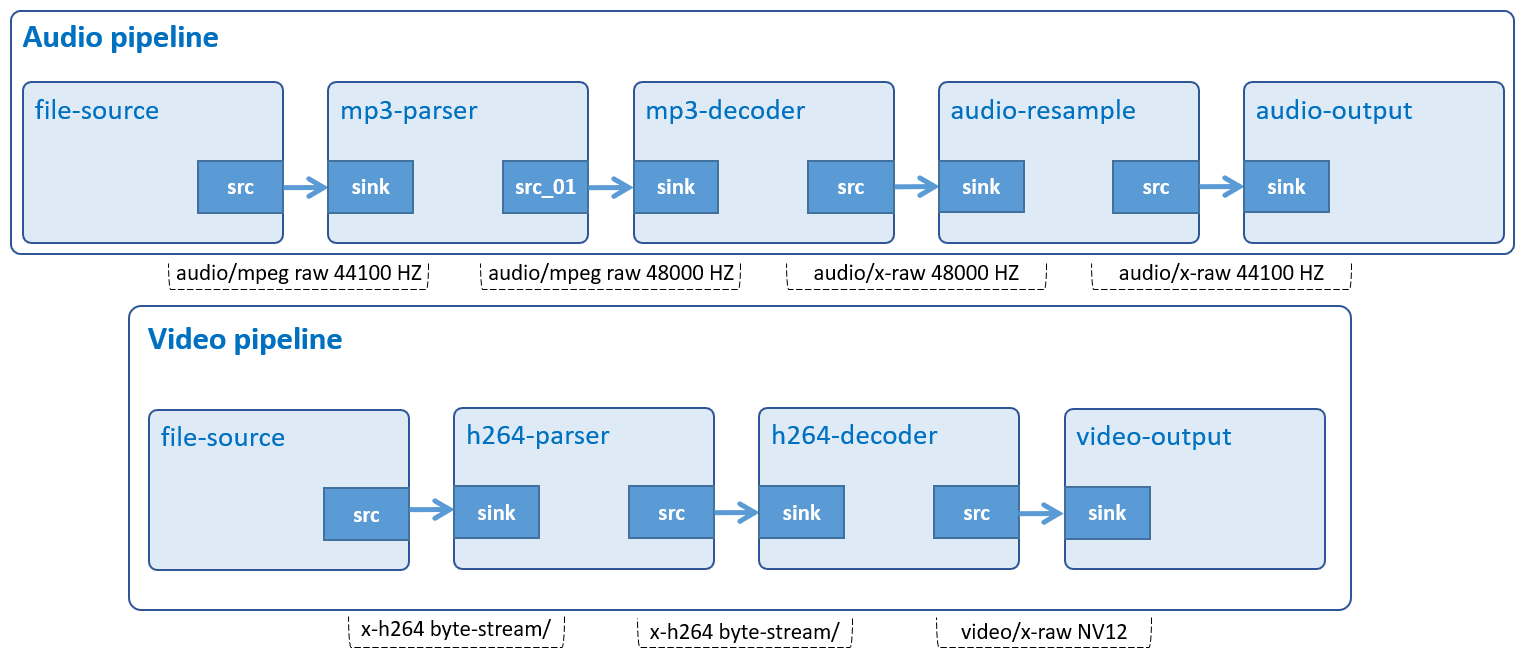 Audio pipeline
file-source
mp3-parser
mp3-decoder
audio-resample
audio-output
src
sink
src_01
sink
src
sink
src
sink
audio/mpeg raw 44100 HZ
audio/mpeg raw 48000 HZ
audio/x-raw 48000 HZ
audio/x-raw 44100 HZ
Video pipeline
file-source
h264-parser
h264-decoder
video-output
src
sink
src
sink
src
sink
x-h264 byte-stream/
x-h264 byte-stream/
video/x-raw NV12